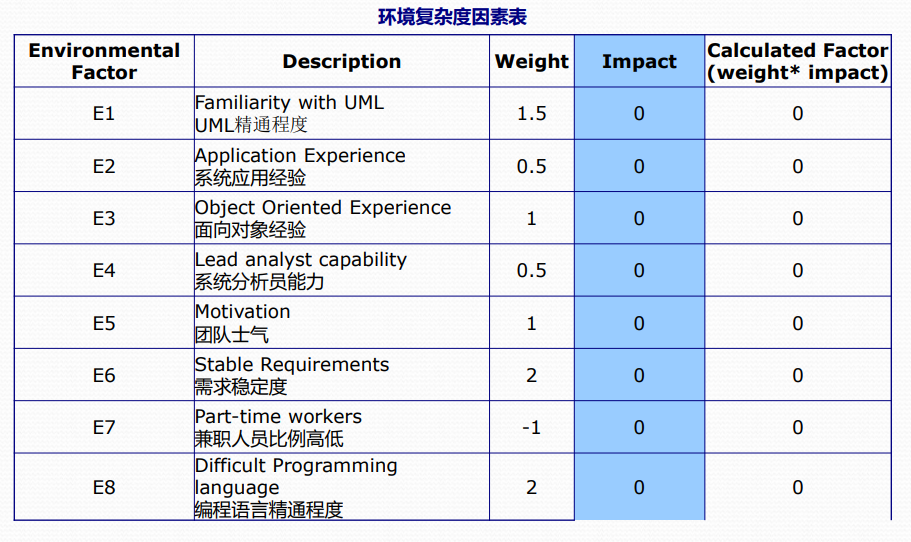 环境复杂度因素表
Environmental Factor Description Weight Impact Calculated Factor (weight* impact)
E1 Familiarity with UML 1.5 0 0
UML精通程度
E2 Application Experience 0.5 0 0
系统应用经验
E3 Object Oriented Experience 1 0 0
面向对象经验
E4 Lead analyst capability 0.5 0 0
系统分析员能力
E5 Motivation 1 0 0
团队士气
E6 Stable Requirements 2 0 0
需求稳定度
E7 Part-time workers -1 0 0
兼职人员比例高低
E8 Difficult Programming language 2 0 0
编程语言精通程度